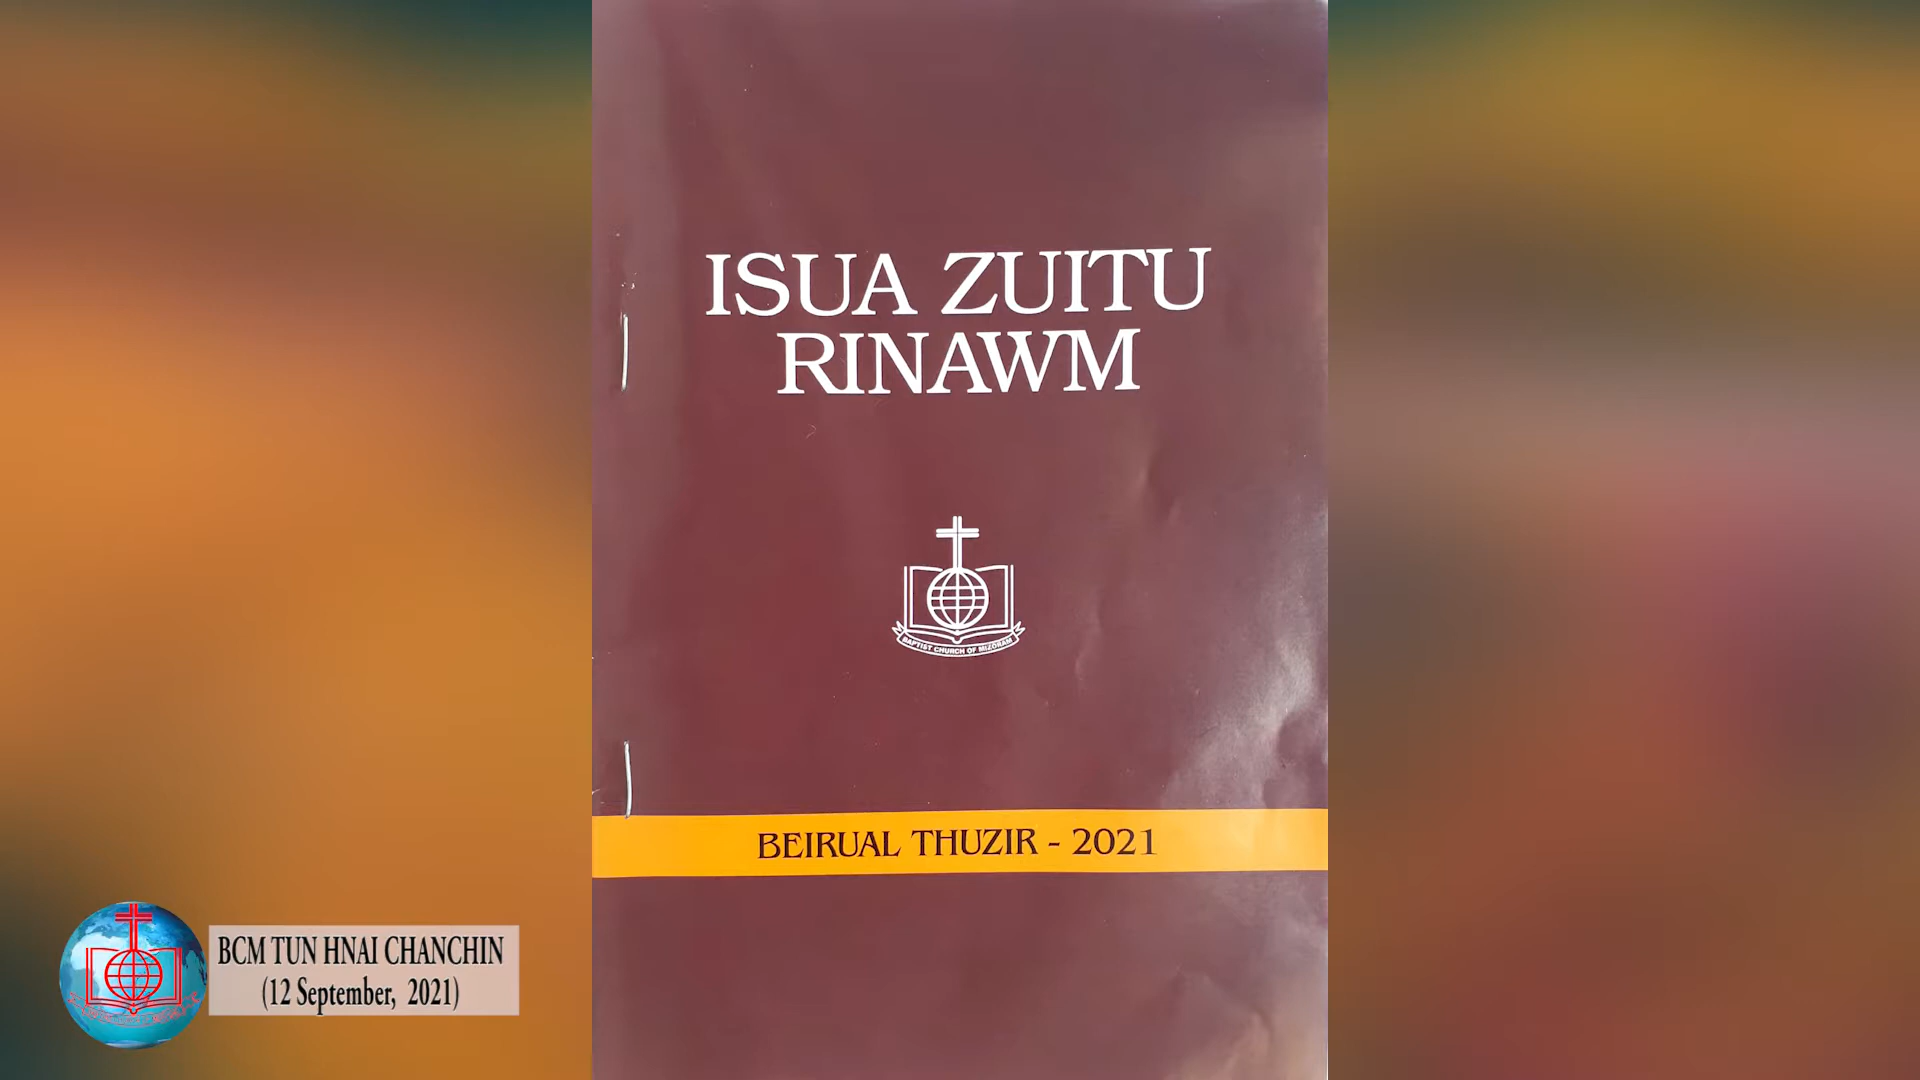 ISUA ZUITU
RINAWM
BAPTIST CHURCH OF MIZORAM
BEIRUAL THUZIR - 2021
BCM TUN HNAI CHANCHIN
(12 September, 2021)